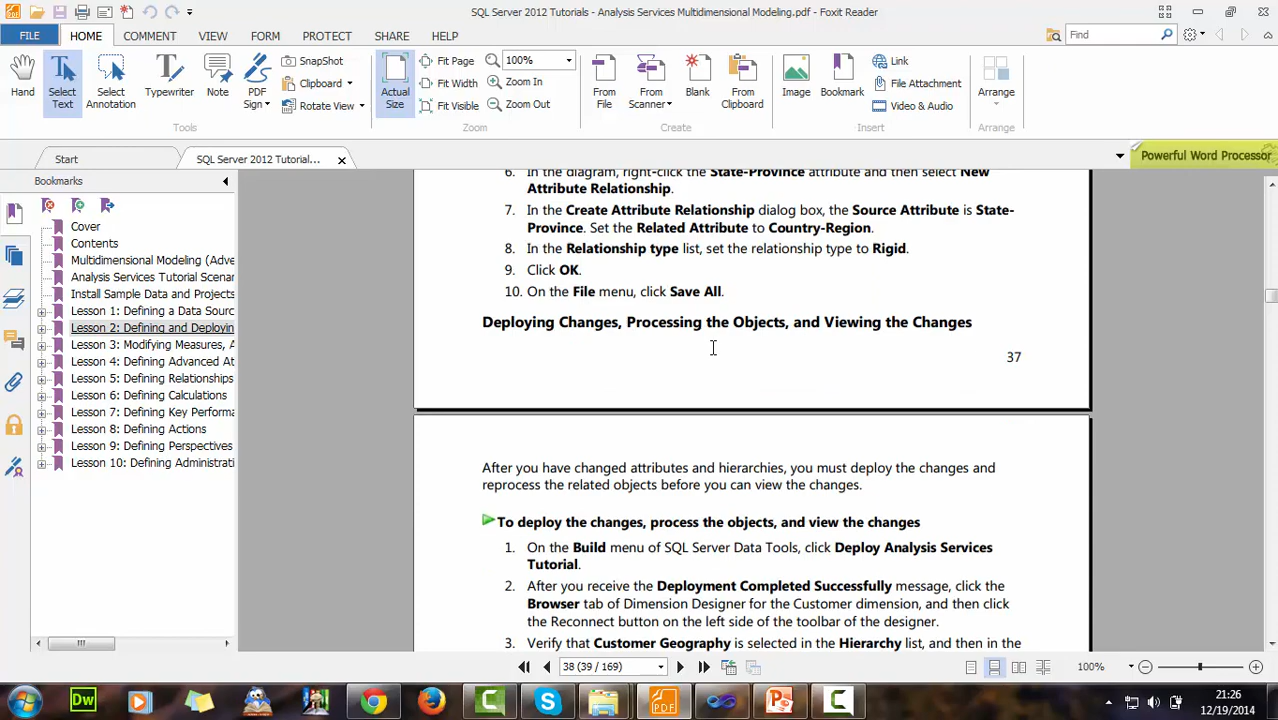 SQL Server 2012 Tutorials - Analysis Services Multidimensional Modeling.pdf - Foxit Reader
FILE HOME COMMENT VIEW FORM PROTECT SHARE HELP
Find
Hand
Select Text
Select Annotation
Typewriter
Note
PDF Sign
SnapShot
Clipboard
Rotate View
Tools
Actual Size
Fit Page
Fit Width
Fit Visible
100%
Zoom In
Zoom Out
Zoom
From File
From Scanner
Blank
From Clipboard
Create
Image
Bookmark
Link
File Attachment
Video & Audio
Insert
Arrange
Arrange
Start
SQL Server 2012 Tutorial...
Powerful Word Processor
Bookmarks
Cover
Contents
Multidimensional Modeling (Adve
Analysis Services Tutorial Scenar
Install Sample Data and Projects
Lesson 1: Defining a Data Sourc
Lesson 2: Defining and Deployin
Lesson 3: Modifying Measures, A
Lesson 4: Defining Advanced At
Lesson 5: Defining Relationships
Lesson 6: Defining Calculations
Lesson 7: Defining Key Performa
Lesson 8: Defining Actions
Lesson 9: Defining Perspectives
Lesson 10: Defining Administrati
6. In the diagram, right-click the State-Province attribute and then select New
Attribute Relationship.
7. In the Create Attribute Relationship dialog box, the Source Attribute is State-
Province. Set the Related Attribute to Country-Region.
8. In the Relationship type list, set the relationship type to Rigid.
9. Click OK.
10. On the File menu, click Save All.
Deploying Changes, Processing the Objects, and Viewing the Changes
37
After you have changed attributes and hierarchies, you must deploy the changes and
reprocess the related objects before you can view the changes.
To deploy the changes, process the objects, and view the changes
1. On the Build menu of SQL Server Data Tools, click Deploy Analysis Services
Tutorial.
2. After you receive the Deployment Completed Successfully message, click the
Browser tab of Dimension Designer for the Customer dimension, and then click
the Reconnect button on the left side of the toolbar of the designer.
3. Verify that Customer Geography is selected in the Hierarchy list, and then in the
38 (39 / 169)
100%
Dw
PDF
21:26
12/19/2014